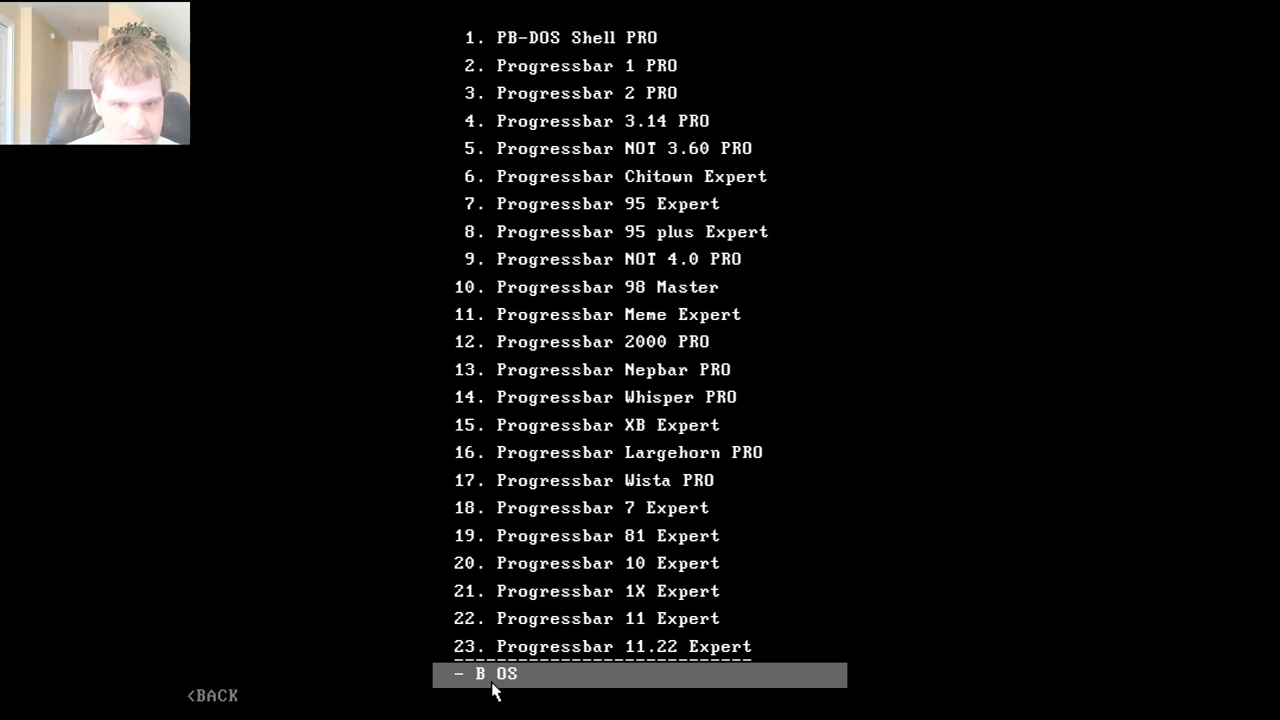 1. PB-DOS Shell PRO
2. Progressbar 1 PRO
3. Progressbar 2 PRO
4. Progressbar 3.14 PRO
5. Progressbar NOT 3.60 PRO
6. Progressbar Chitown Expert
7. Progressbar 95 Expert
8. Progressbar 95 plus Expert
9. Progressbar NOT 4.0 PRO
10. Progressbar 98 Master
11. Progressbar Meme Expert
12. Progressbar 2000 PRO
13. Progressbar Nepbar PRO
14. Progressbar Whisper PRO
15. Progressbar XB Expert
16. Progressbar Largehorn PRO
17. Progressbar Wista PRO
18. Progressbar 7 Expert
19. Progressbar 81 Expert
20. Progressbar 10 Expert
21. Progressbar 1X Expert
22. Progressbar 11 Expert
23. Progressbar 11.22 Expert
----------------------------
- B OS
<BACK